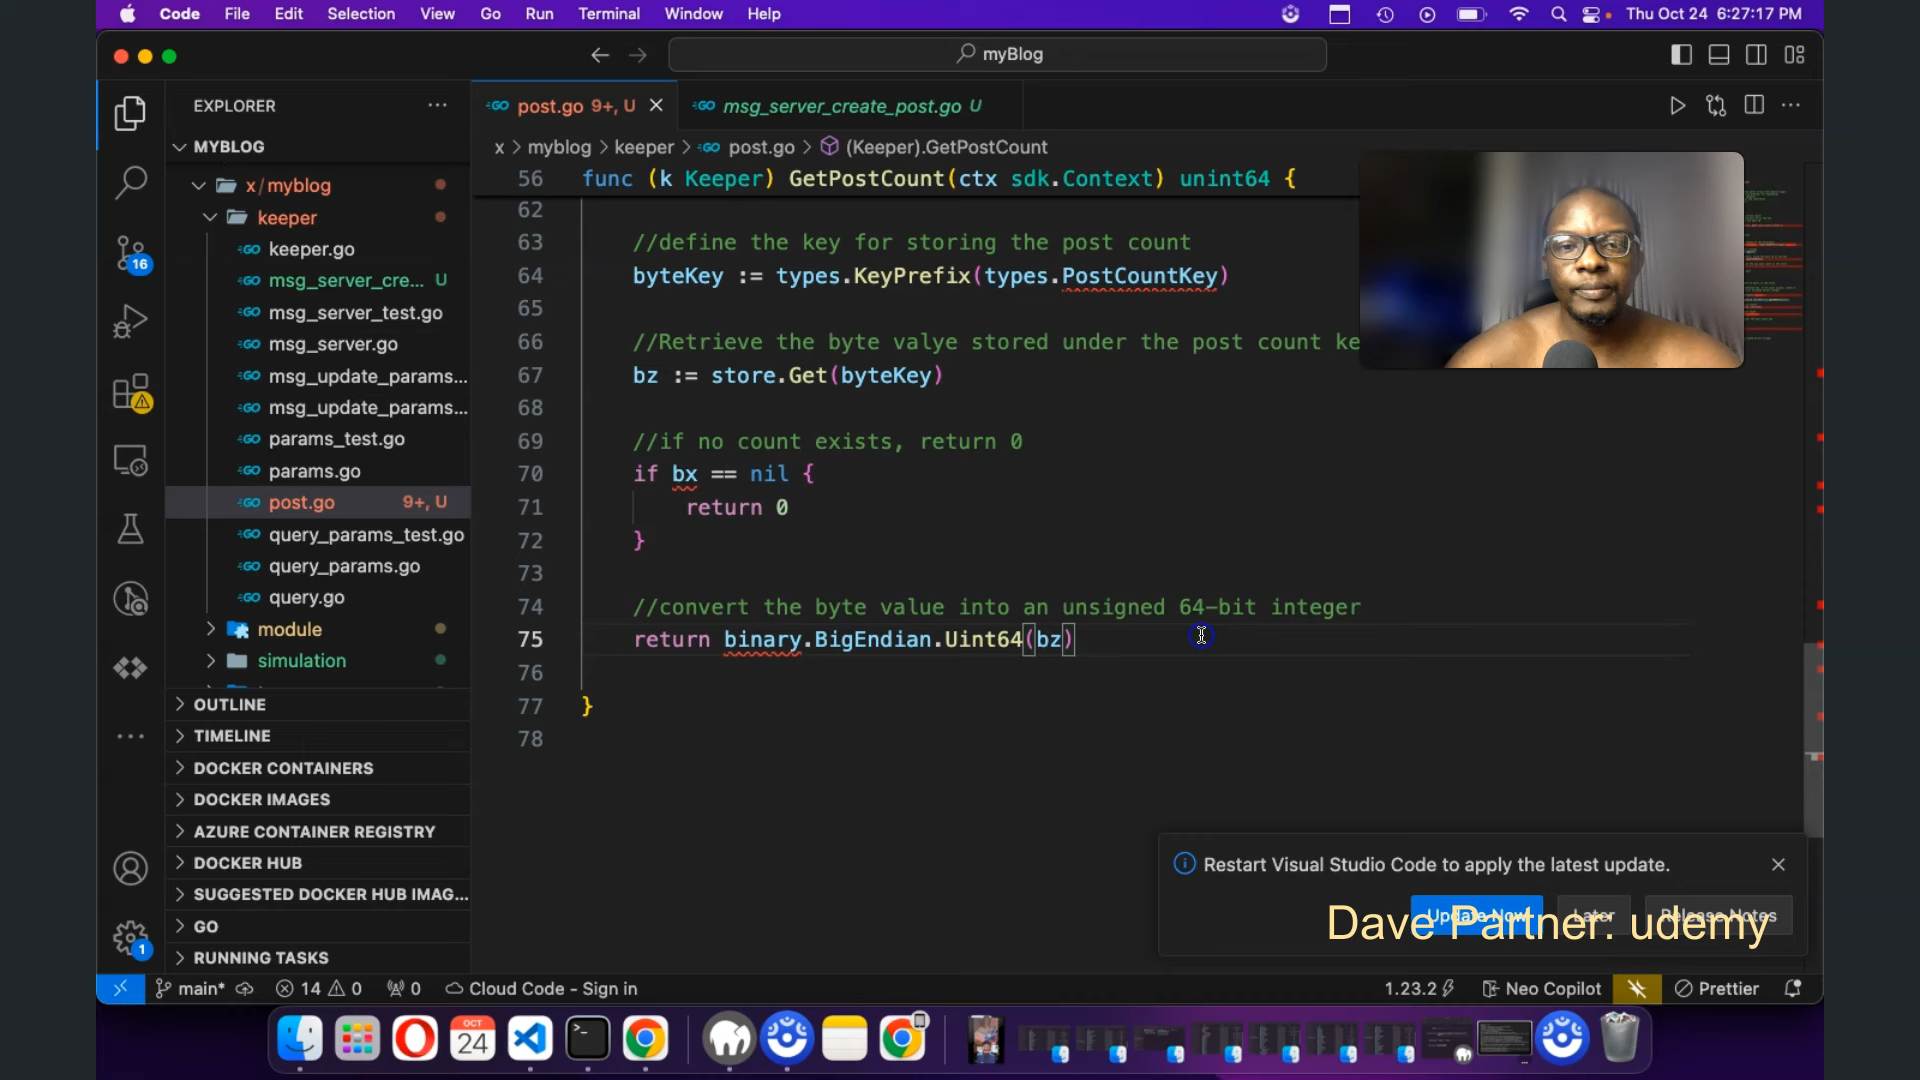 Code File Edit Selection View Go Run Terminal Window Help
Thu Oct 24 6:27:17 PM
myBlog
EXPLORER
MYBLOG
x / myblog
keeper
keeper.go
msg_server_cre... U
msg_server_test.go
msg_server.go
msg_update_params...
msg_update_params...
params_test.go
params.go
post.go 9+, U
query_params_test.go
query_params.go
query.go
module
simulation
OUTLINE
TIMELINE
DOCKER CONTAINERS
DOCKER IMAGES
AZURE CONTAINER REGISTRY
DOCKER HUB
SUGGESTED DOCKER HUB IMAG...
GO
RUNNING TASKS
16
1
post.go 9+, U
msg_server_create_post.go U
x > myblog > keeper > post.go > (Keeper).GetPostCount
56 func (k Keeper) GetPostCount(ctx sdk.Context) unint64 {
62
63 //define the key for storing the post count
64 byteKey := types.KeyPrefix(types.PostCountKey)
65
66 //Retrieve the byte valye stored under the post count ke
67 bz := store.Get(byteKey)
68
69 //if no count exists, return 0
70 if bx == nil {
71 return 0
72 }
73
74 //convert the byte value into an unsigned 64-bit integer
75 return binary.BigEndian.Uint64(bz)
76
77 }
78
Restart Visual Studio Code to apply the latest update.
Update Now Later Release Notes
Dave Partner: udemy
main* 14 0 0 Cloud Code - Sign in
1.23.2 Neo Copilot Prettier
OCT
24